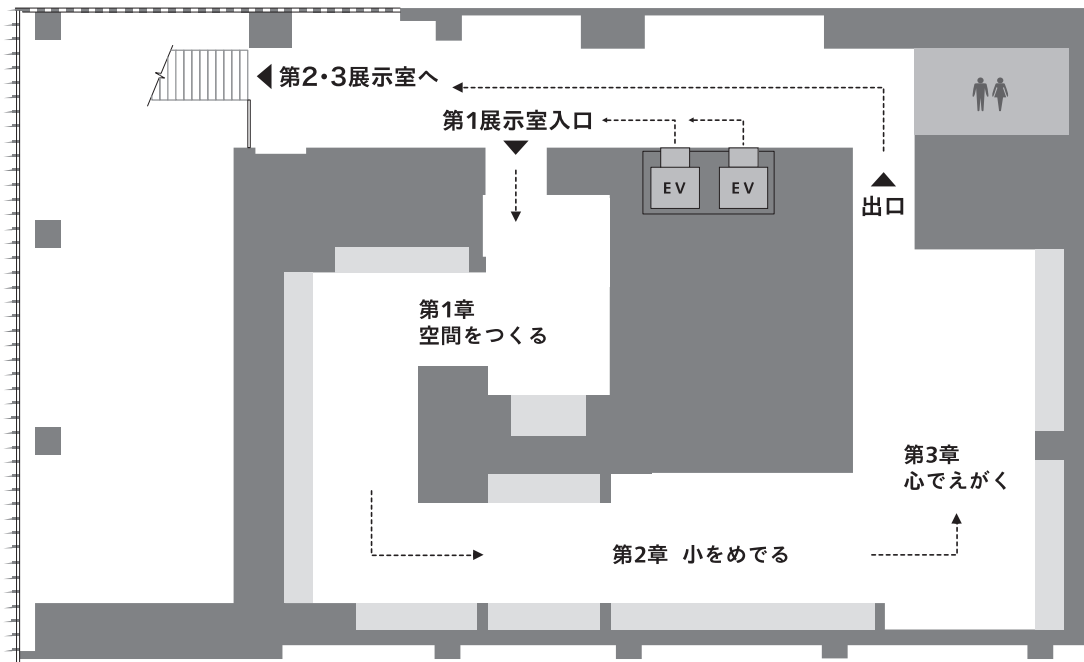 第2・3展示室へ
第1展示室入口
EV
EV
出口
第1章
空間をつくる
第3章
心でえがく
第2章 小をめでる